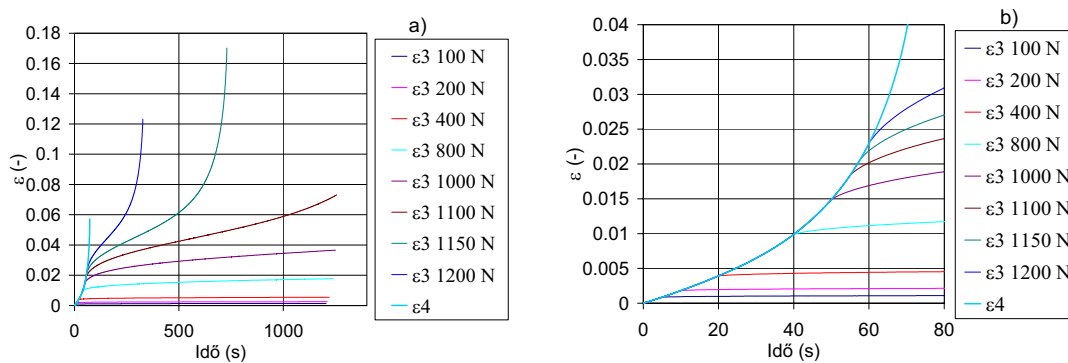 a)
0.18
0.16
0.14
0.12
0.1
0.08
0.06
0.04
0.02
0
ε (-)
0 500 1000
Idő (s)
ε3 100 N
ε3 200 N
ε3 400 N
ε3 800 N
ε3 1000 N
ε3 1100 N
ε3 1150 N
ε3 1200 N
ε4
b)
0.04
0.035
0.03
0.025
0.02
0.015
0.01
0.005
0
ε (-)
0 20 40 60 80
Idő (s)
ε3 100 N
ε3 200 N
ε3 400 N
ε3 800 N
ε3 1000 N
ε3 1100 N
ε3 1150 N
ε3 1200 N
ε4